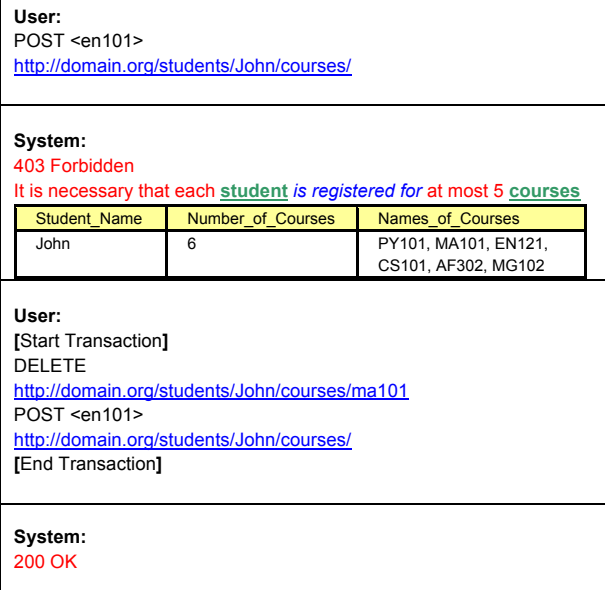 User:
POST <en101>
http://domain.org/students/John/courses/
System:
403 Forbidden
It is necessary that each student is registered for at most 5 courses
Student_Name Number_of_Courses Names_of_Courses
John 6 PY101, MA101, EN121,
CS101, AF302, MG102
User:
[Start Transaction]
DELETE
http://domain.org/students/John/courses/ma101
POST <en101>
http://domain.org/students/John/courses/
[End Transaction]
System:
200 OK